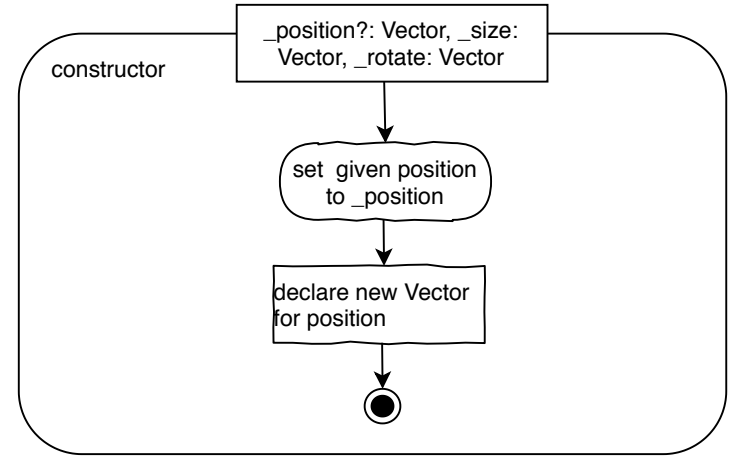 _position?: Vector, _size:
Vector, _rotate: Vector
constructor
set given position
to _position
declare new Vector
for position